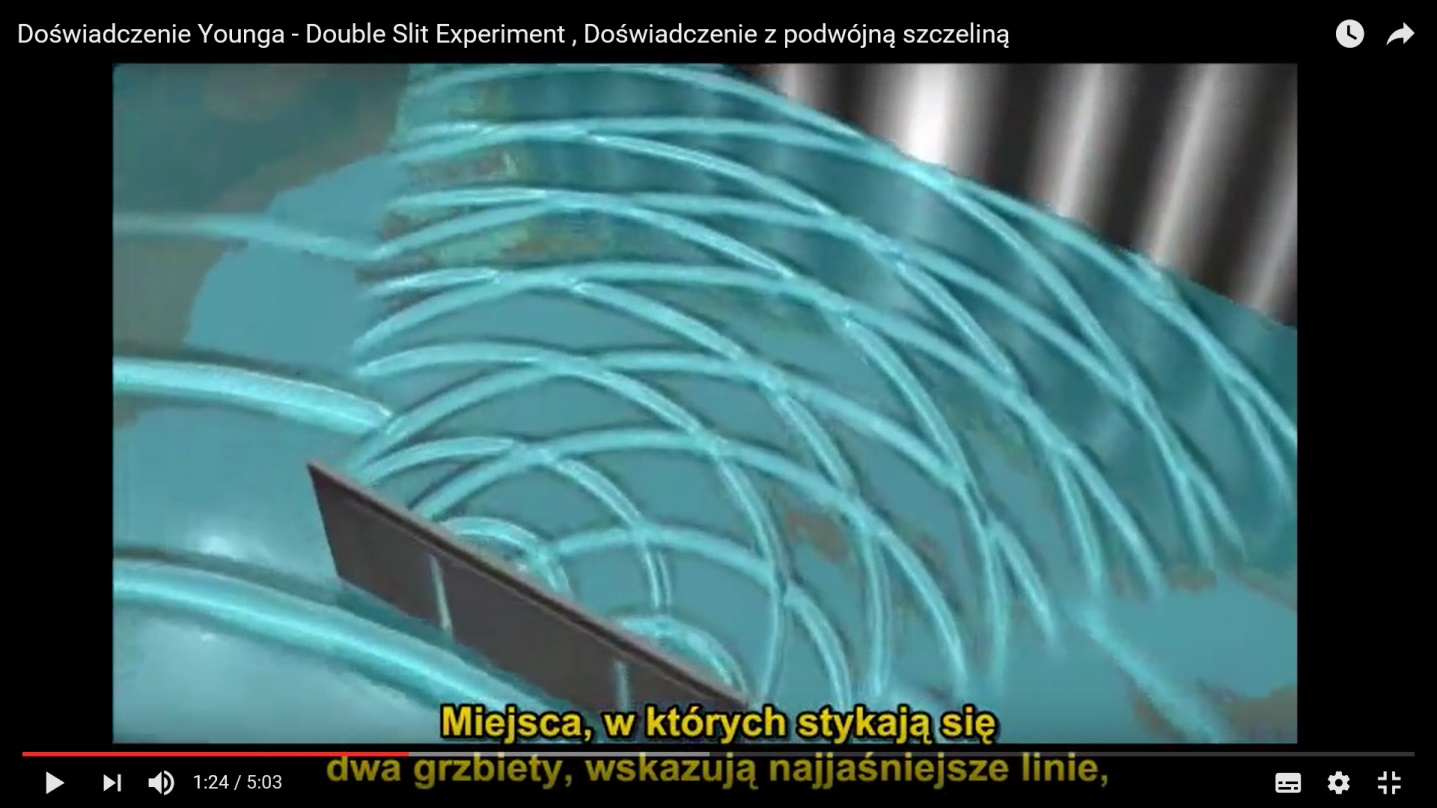 Doświadczenie Younga - Double Slit Experiment , Doświadczenie z podwójną szczeliną
Miejsca, w których stykają się
dwa grzbiety, wskazują najjaśniejsze linie,
1:24 / 5:03